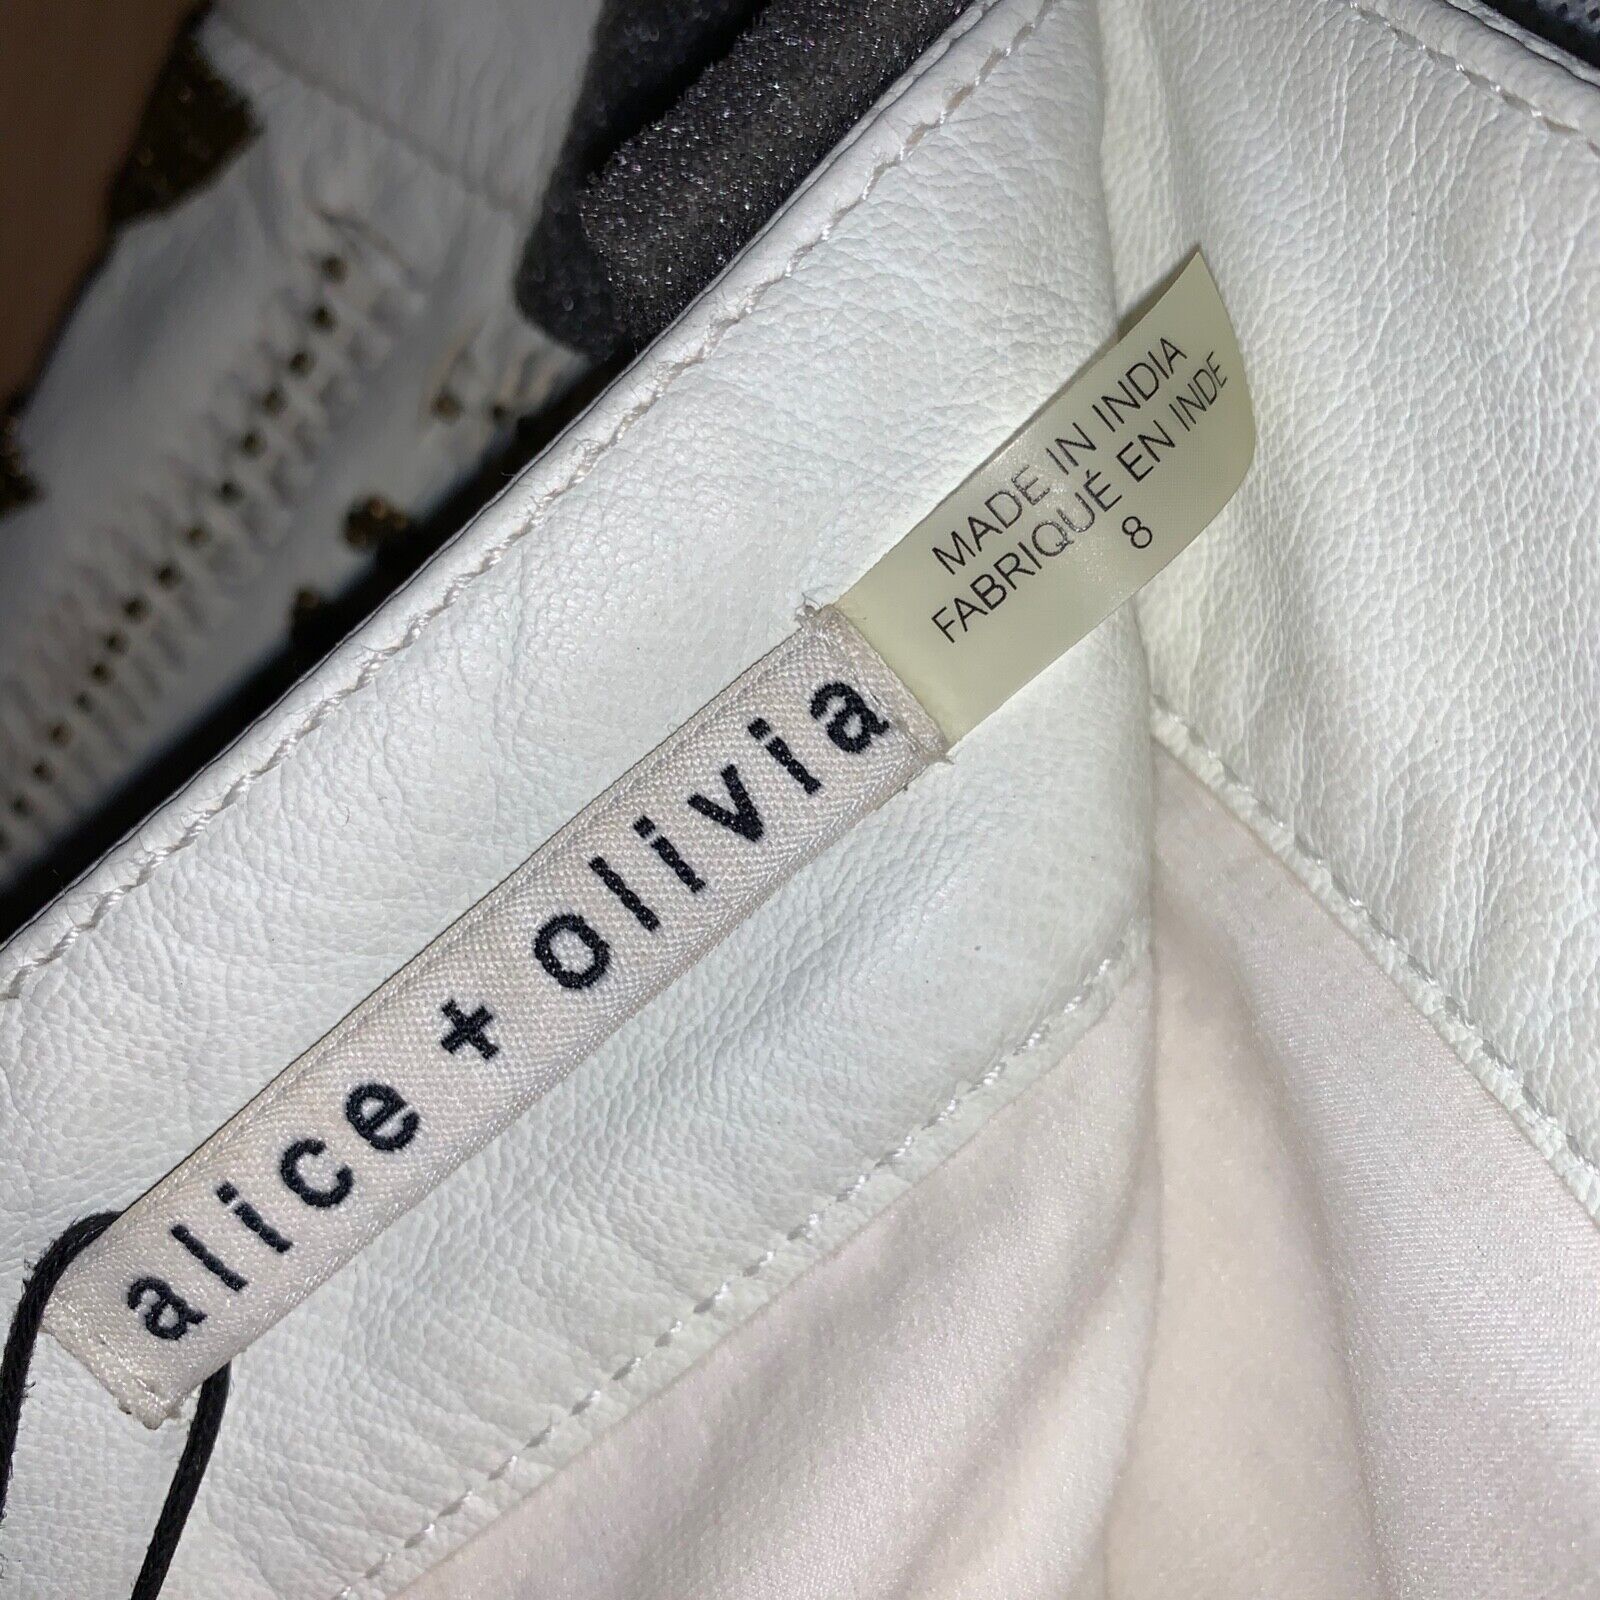 MADE IN INDIA
FABRIQUÉ EN INDE
8
alice + olivia